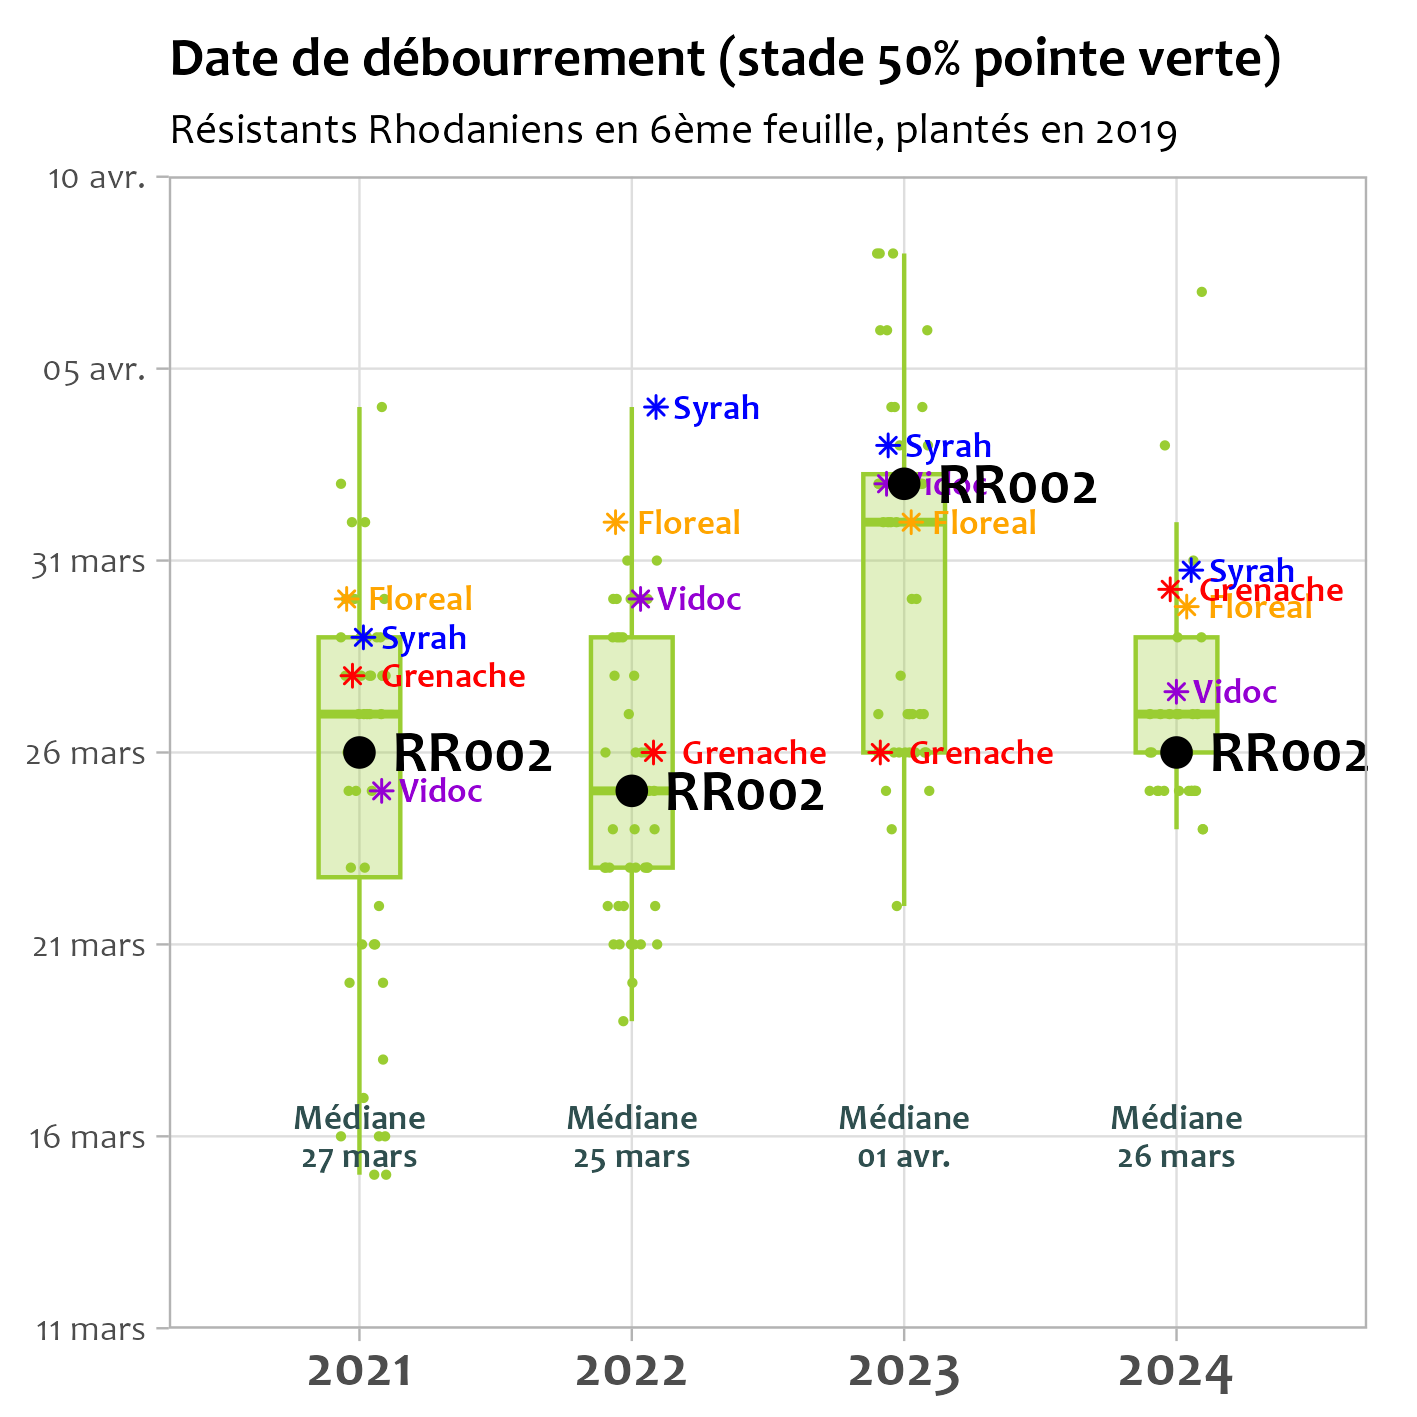 Date de débourrement (stade 50% pointe verte)
Résistants Rhodaniens en 6ème feuille, plantés en 2019
10 avr.
05 avr.
31 mars
26 mars
21 mars
16 mars
11 mars
Floreal
Syrah
Grenache
RR002
Vidoc
Médiane
27 mars
Syrah
Floreal
Vidoc
Grenache
RR002
Médiane
25 mars
Syrah
Vidoc
RR002
Floreal
Grenache
Médiane
01 avr.
Syrah
Grenache
Floreal
Vidoc
RR002
Médiane
26 mars
2021
2022
2023
2024